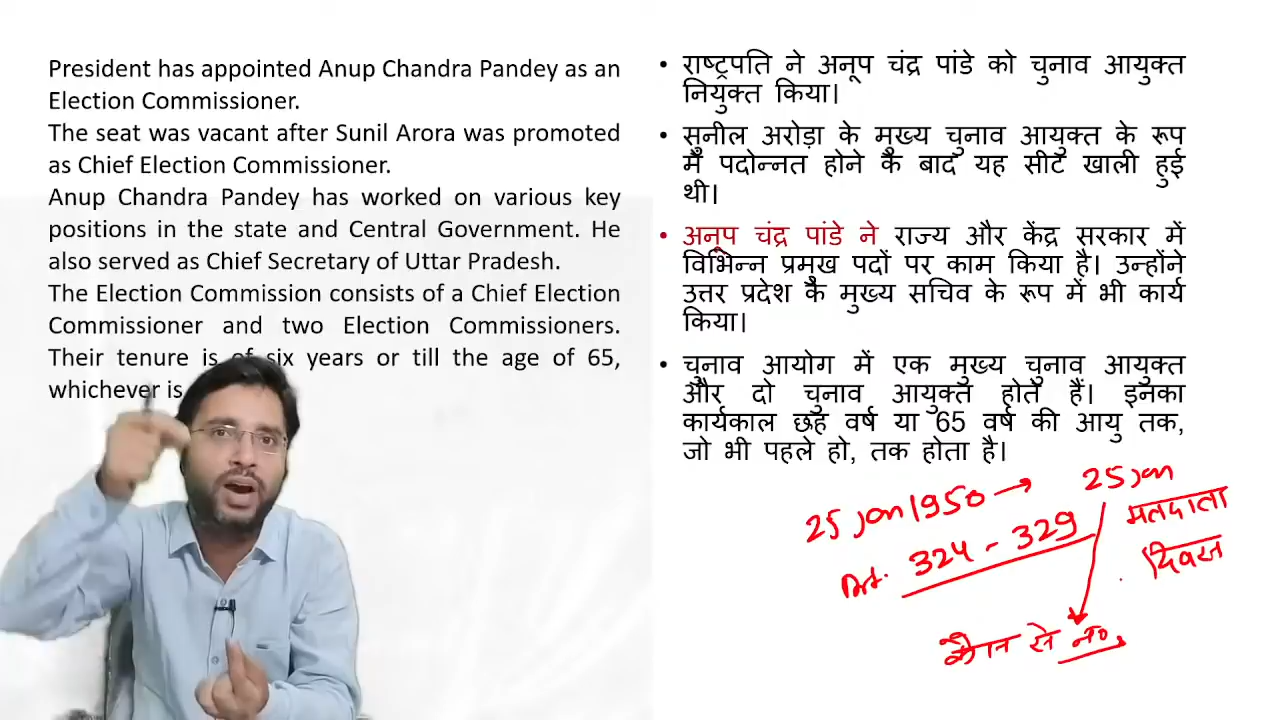 President has appointed Anup Chandra Pandey as an
Election Commissioner.
The seat was vacant after Sunil Arora was promoted
as Chief Election Commissioner.
Anup Chandra Pandey has worked on various key
positions in the state and Central Government. He
also served as Chief Secretary of Uttar Pradesh.
The Election Commission consists of a Chief Election
Commissioner and two Election Commissioners.
Their tenure is of six years or till the age of 65,
whichever is
• राष्ट्रपति ने अनूप चंद्र पांडे को चुनाव आयुक्त
नियुक्त किया।
• सुनील अरोड़ा के मुख्य चुनाव आयुक्त के रूप
में पदोन्नत होने के बाद यह सीट खाली हुई
थी।
• अनूप चंद्र पांडे ने राज्य और केंद्र सरकार में
विभिन्न प्रमुख पदों पर काम किया है। उन्होंने
उत्तर प्रदेश के मुख्य सचिव के रूप में भी कार्य
किया।
• चुनाव आयोग में एक मुख्य चुनाव आयुक्त
और दो चुनाव आयुक्त होते हैं। इनका
कार्यकाल छह वर्ष या 65 वर्ष की आयु तक,
जो भी पहले हो, तक होता है।
25 Jan 1950 → 25 Jan
मतदाता
दिवस
Art. 324 - 329
कौन से no.